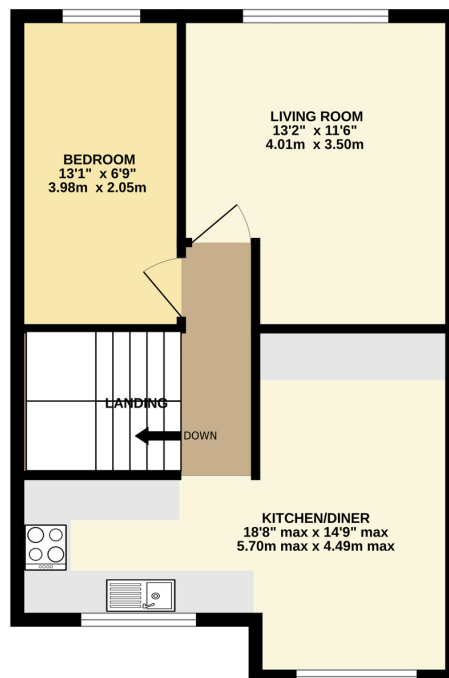 LIVING ROOM
13'2" x 11'6"
4.01m x 3.50m
BEDROOM
13'1" x 6'9"
3.98m x 2.05m
LANDING
DOWN
KITCHEN/DINER
18'8" max x 14'9" max
5.70m max x 4.49m max